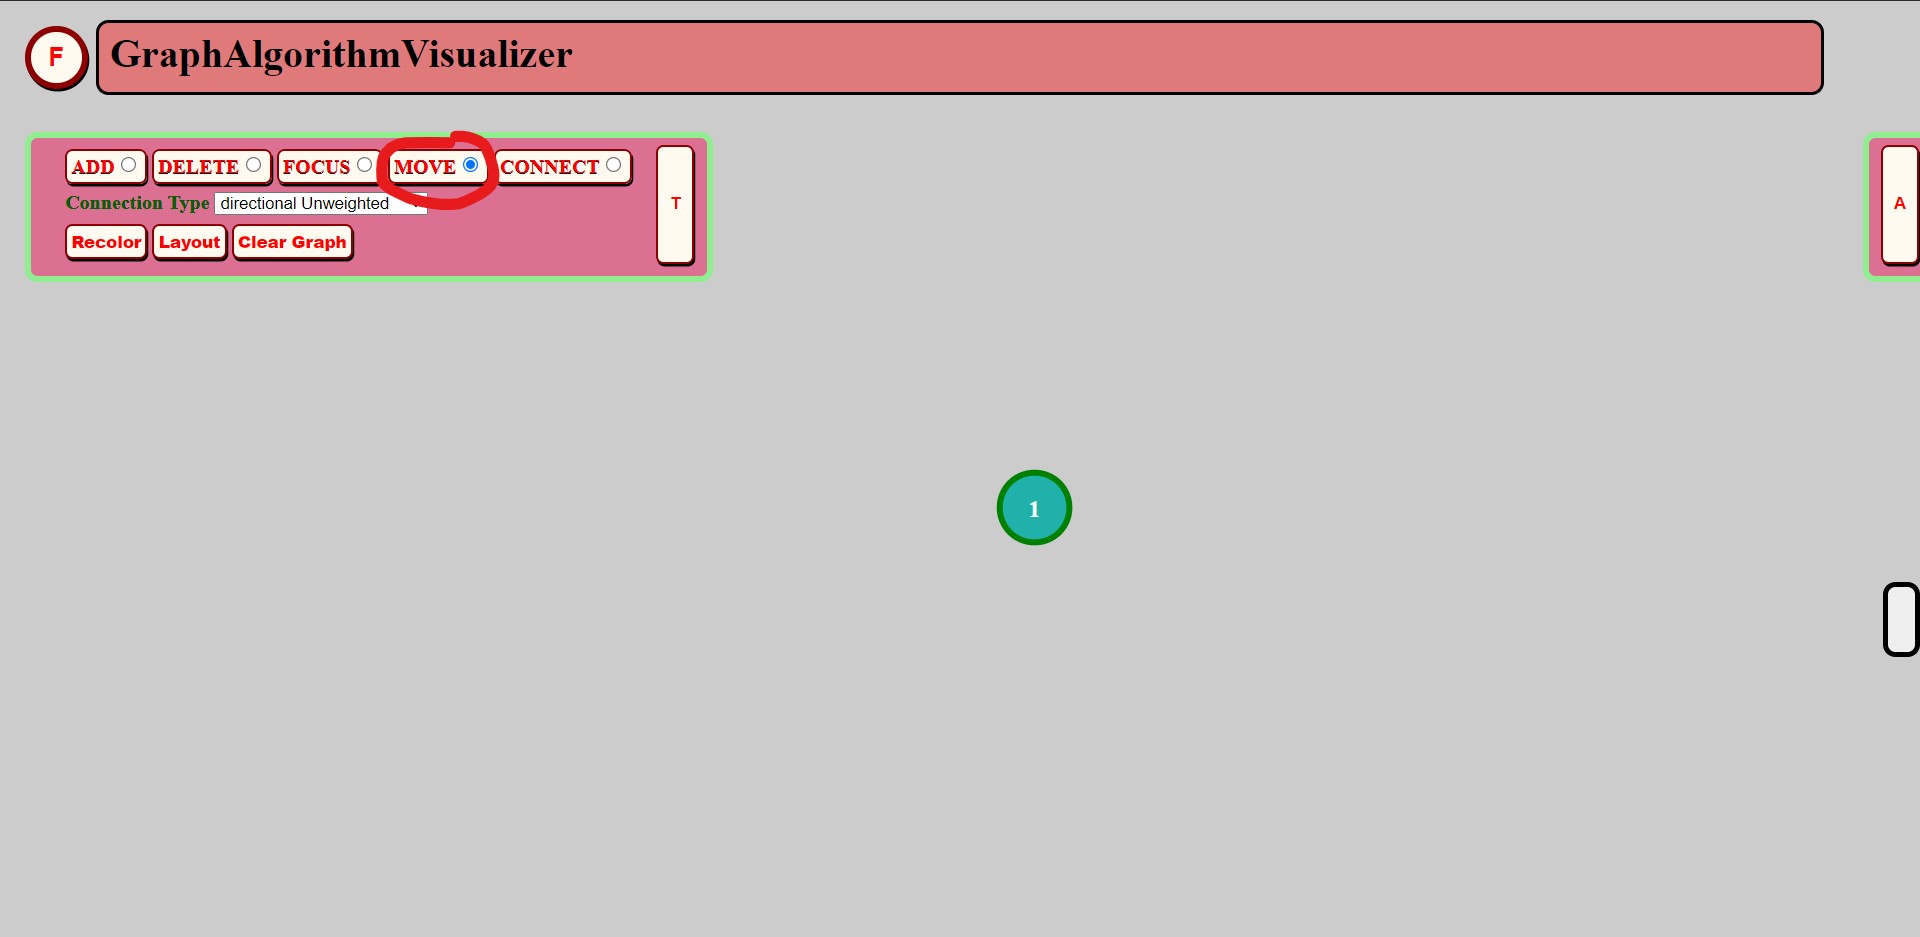 F
GraphAlgorithmVisualizer
ADD DELETE FOCUS MOVE CONNECT
T
A
Connection Type directional Unweighted
Recolor Layout Clear Graph
1